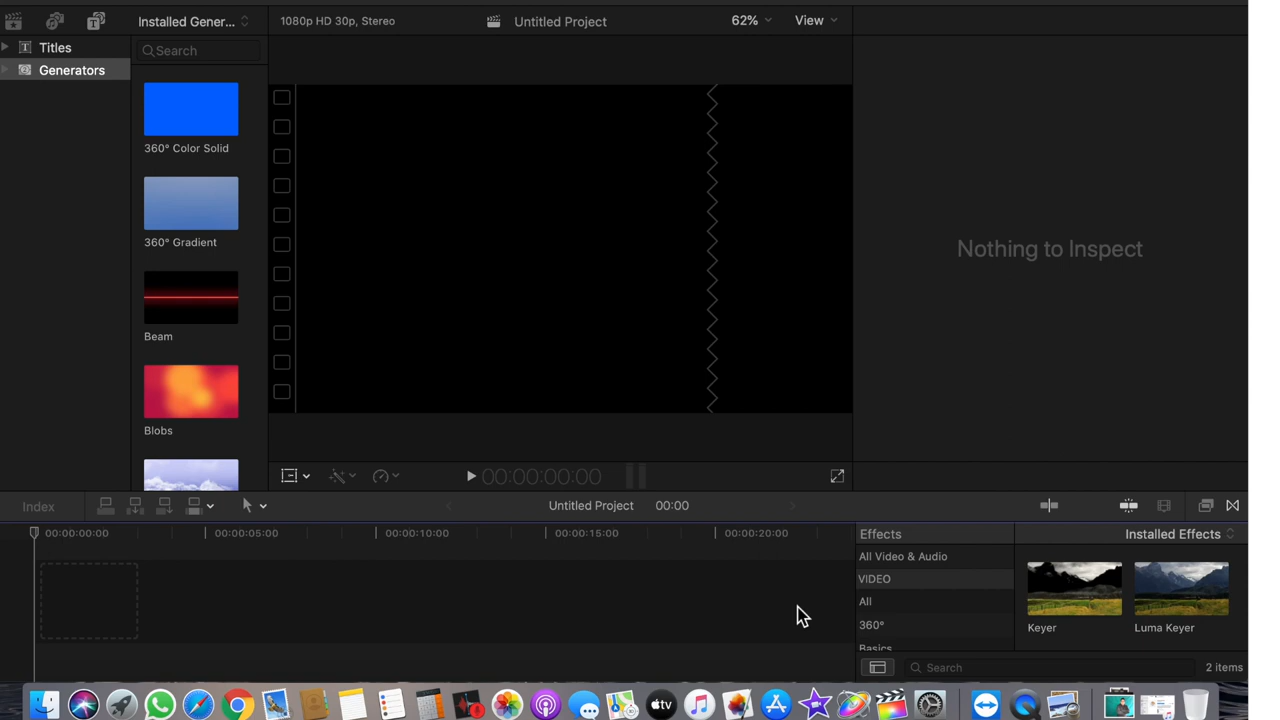 Installed Gener...
1080p HD 30p, Stereo
Untitled Project
62%
View
Titles
Generators
Search
360° Color Solid
360° Gradient
Beam
Blobs
Nothing to Inspect
00:00:00:00
Index
Untitled Project
00:00
00:00:00:00
00:00:05:00
00:00:10:00
00:00:15:00
00:00:20:00
Effects
Installed Effects
All Video & Audio
VIDEO
All
360°
Basics
Keyer
Luma Keyer
Search
2 items
tv